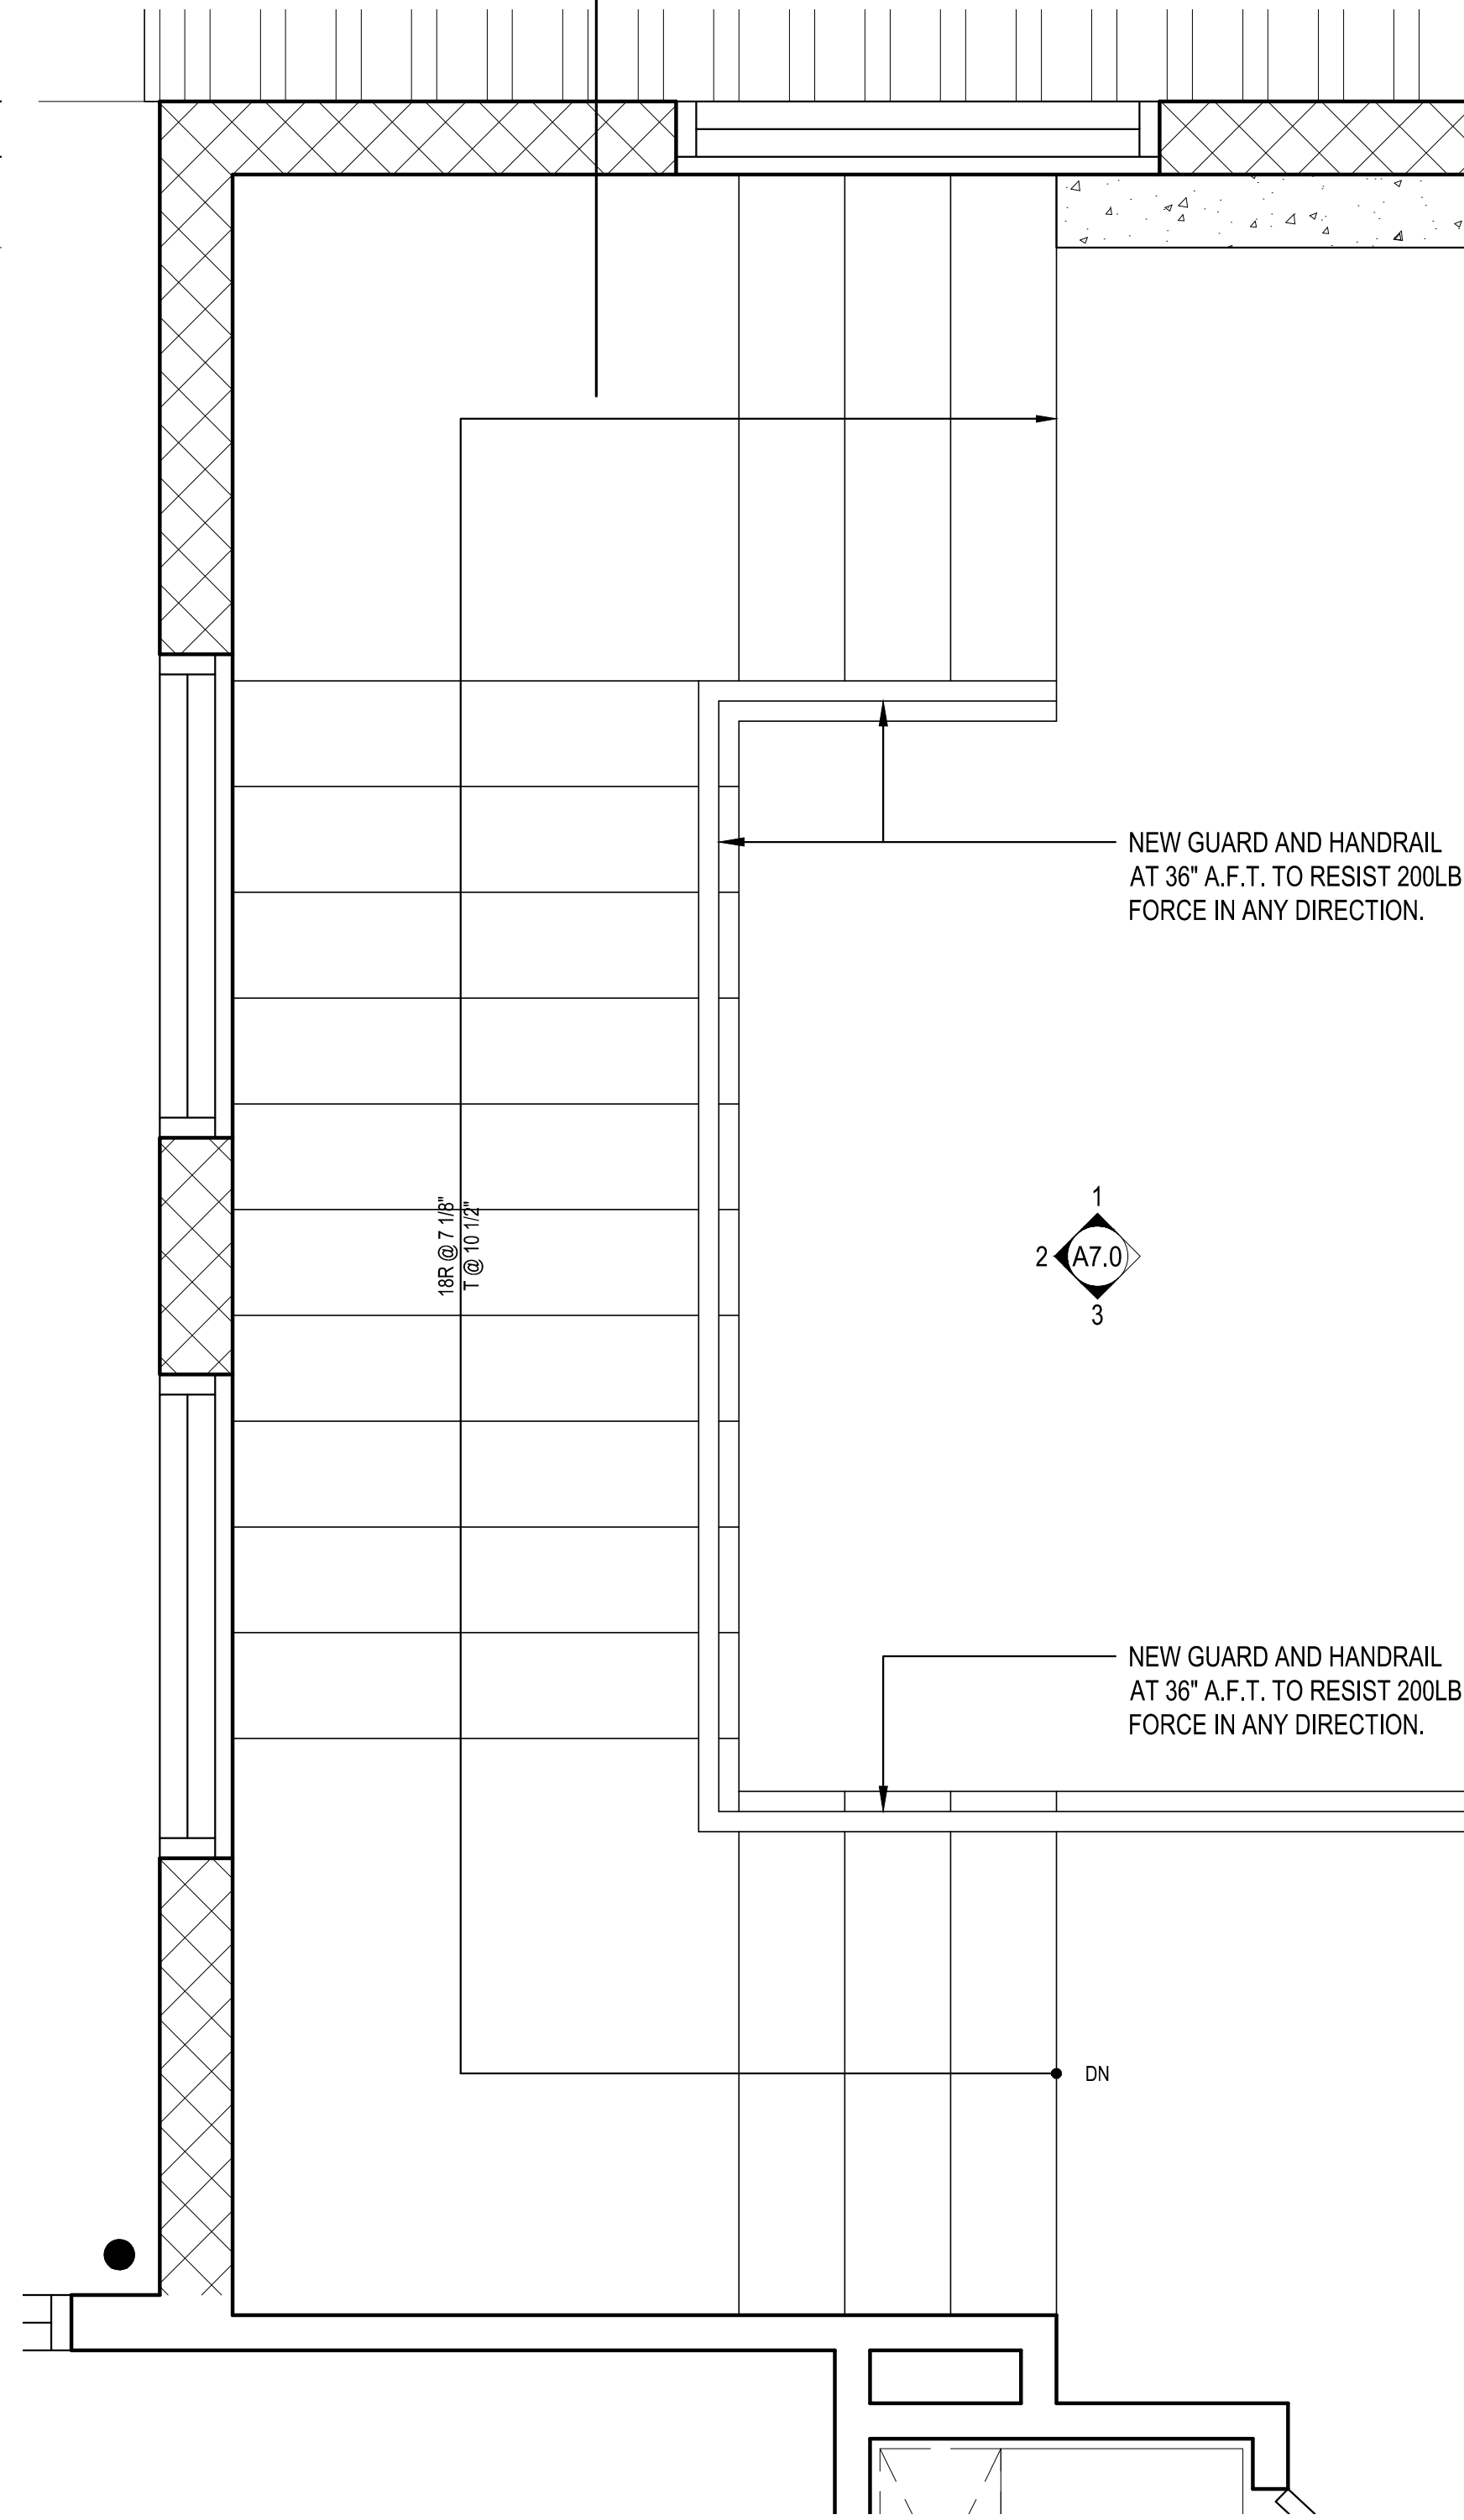 NEW GUARD AND HANDRAIL
AT 36" A.F.T. TO RESIST 200LB
FORCE IN ANY DIRECTION.
18R @ 7 1/8"
T @ 10 1/2"
1
2 A7.0
3
NEW GUARD AND HANDRAIL
AT 36" A.F.T. TO RESIST 200LB
FORCE IN ANY DIRECTION.
DN